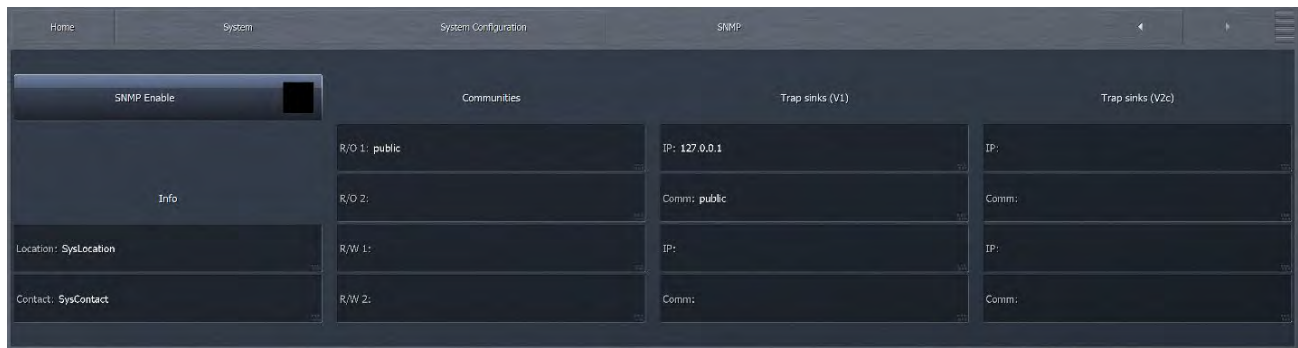 Home System System Configuration SNMP
SNMP Enable Communities Trap sinks (V1) Trap sinks (V2c)
R/O 1: public IP: 127.0.0.1 IP:
Info R/O 2: Comm: public Comm:
Location: SysLocation R/W 1: IP: IP:
Contact: SysContact R/W 2: Comm: Comm: